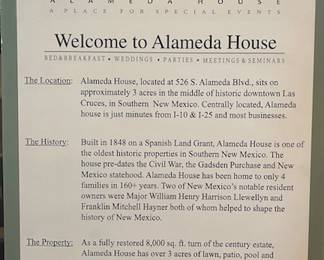 ALAMEDA HOUSE
A PLACE FOR SPECIAL EVENTS
Welcome to Alameda House
BED&BREAKFAST • WEDDINGS • PARTIES • MEETINGS & SEMINARS
The Location: Alameda House, located at 526 S. Alameda Blvd., sits on
approximately 3 acres in the middle of historic downtown Las
Cruces, in Southern New Mexico. Centrally located, Alameda
house is just minutes from I-10 & I-25 and most businesses.
The History: Built in 1848 on a Spanish Land Grant, Alameda House is one of
the oldest historic properties in Southern New Mexico. The
house pre-dates the Civil War, the Gadsden Purchase and New
Mexico statehood. Alameda House has been home to only 4
families in 160+ years. Two of New Mexico's notable resident
owners were Major William Henry Harrison Llewellyn and
Franklin Mitchell Hayner both of whom helped to shape the
history of New Mexico.
The Property: As a fully restored 8,000 sq. ft. turn of the century estate,
Alameda House has over 3 acres of lawn, patio, pool and